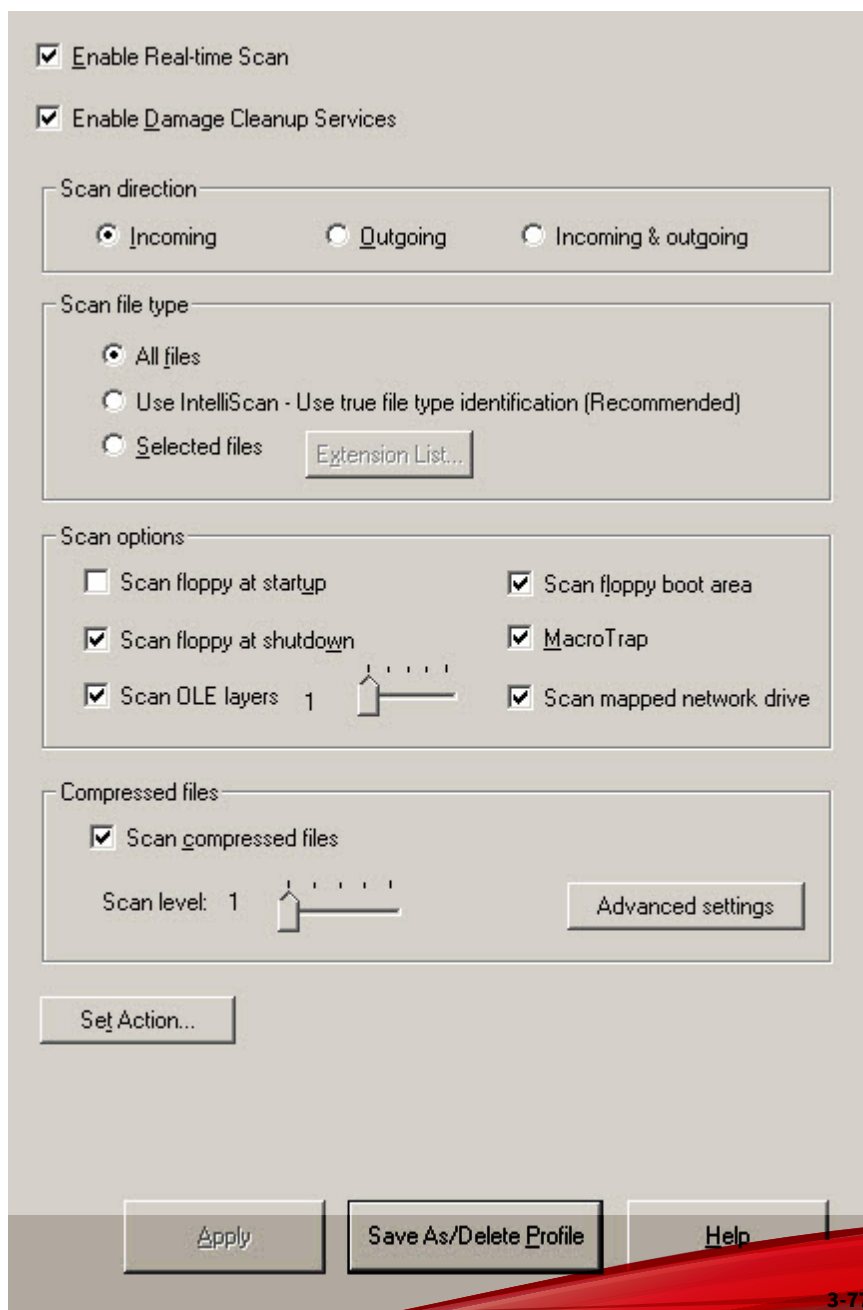 Enable Real-time Scan
Enable Damage Cleanup Services
Scan direction
Incoming Outgoing Incoming & outgoing
Scan file type
All files
Use IntelliScan - Use true file type identification (Recommended)
Selected files Extension List...
Scan options
Scan floppy at startup Scan floppy boot area
Scan floppy at shutdown MacroTrap
Scan OLE layers 1 Scan mapped network drive
Compressed files
Scan compressed files
Scan level: 1 Advanced settings
Set Action...
Apply Save As/Delete Profile Help
3-7